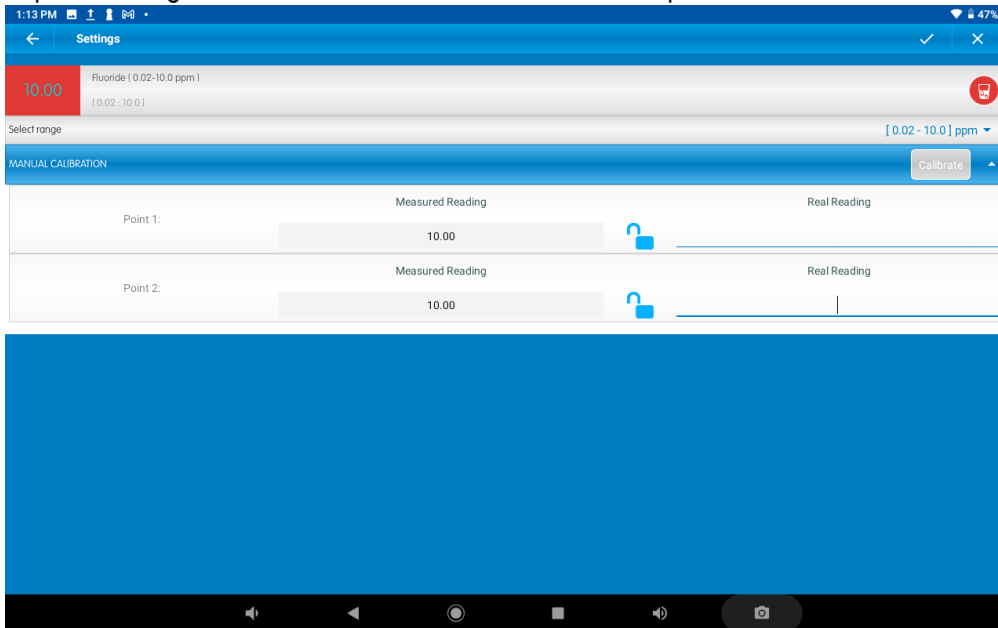 1:13 PM
47%
Settings
10.00
Fluoride ( 0.02-10.0 ppm )
[ 0.02 : 10.0 ]
Select range
[ 0.02 - 10.0 ] ppm
MANUAL CALIBRATION
Calibrate
Point 1:
Measured Reading
10.00
Real Reading
Point 2:
Measured Reading
10.00
Real Reading